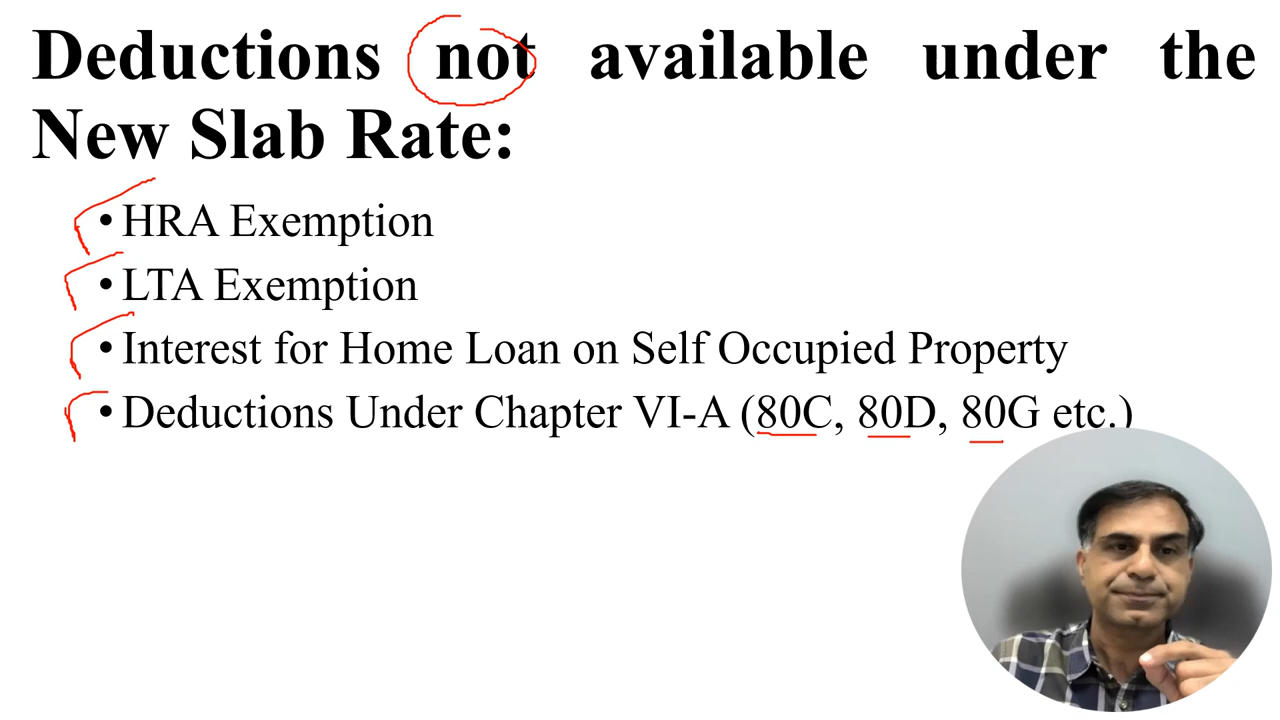 Deductions not available under the
New Slab Rate:
• HRA Exemption
• LTA Exemption
• Interest for Home Loan on Self Occupied Property
• Deductions Under Chapter VI-A (80C, 80D, 80G etc.)